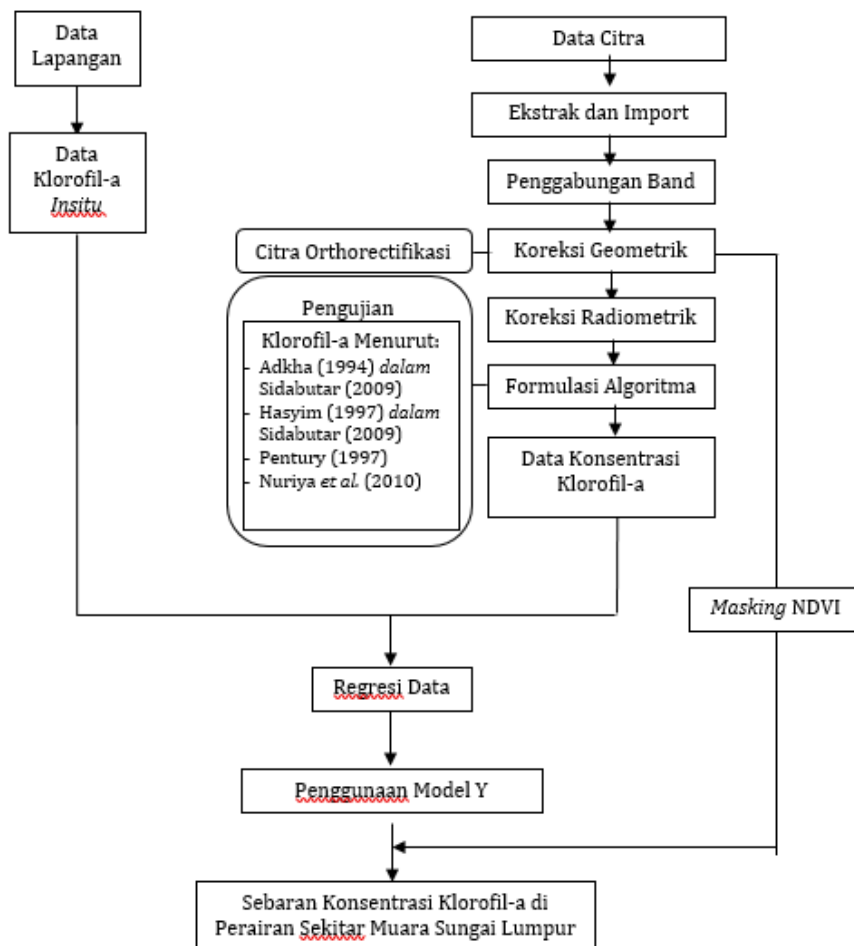 Data
Lapangan
Data
Klorofil-a
Insitu
Data Citra
Ekstrak dan Import
Penggabungan Band
Citra Orthorectifikasi
Koreksi Geometrik
Pengujian
Klorofil-a Menurut:
- Adkha (1994) dalam
Sidabutar (2009)
- Hasyim (1997) dalam
Sidabutar (2009)
- Pentury (1997)
- Nuriya et al. (2010)
Koreksi Radiometrik
Formulasi Algoritma
Data Konsentrasi
Klorofil-a
Masking NDVI
Regresi Data
Penggunaan Model Y
Sebaran Konsentrasi Klorofil-a di
Perairan Sekitar Muara Sungai Lumpur